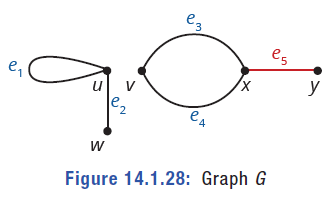 e₃
e₅
e₁
u
v
x
y
e₂
e₄
w
Figure 14.1.28: Graph G